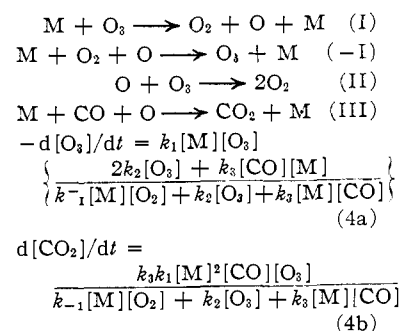 M + O₃ ⟶ O₂ + O + M (I)
M + O₂ + O ⟶ O₃ + M (−I)
O + O₃ ⟶ 2O₂ (II)
M + CO + O ⟶ CO₂ + M (III)
−d[O₃]/dt = k₁[M][O₃]
{ 2k₂[O₃] + k₃[CO][M]
k₋₁[M][O₂] + k₂[O₃] + k₃[M][CO] }
(4a)
d[CO₂]/dt =
k₃k₁[M]²[CO][O₃]
k₋₁[M][O₂] + k₂[O₃] + k₃[M][CO]
(4b)